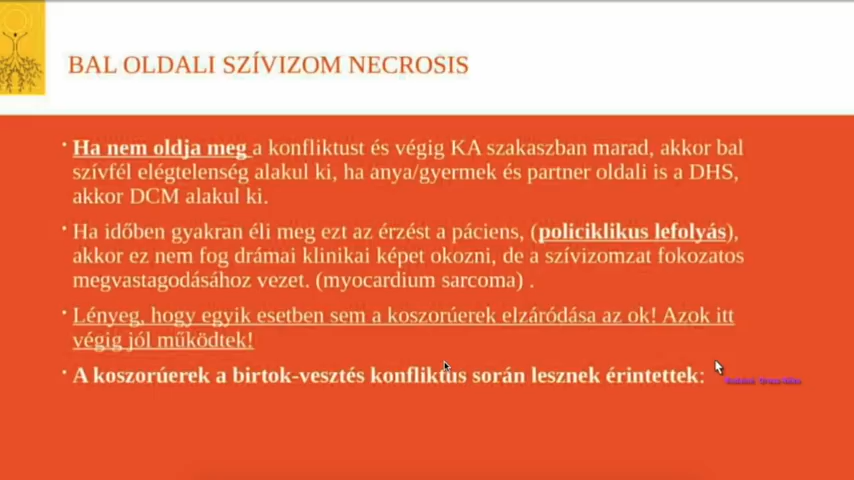 BAL OLDALI SZÍVIZOM NECROSIS
• Ha nem oldja meg a konfliktust és végig KA szakaszban marad, akkor bal
szívfél elégtelenség alakul ki, ha anya/gyermek és partner oldali is a DHS,
akkor DCM alakul ki.
• Ha időben gyakran éli meg ezt az érzést a páciens, (policiklikus lefolyás),
akkor ez nem fog drámai klinikai képet okozni, de a szívizomzat fokozatos
megvastagodásához vezet. (myocardium sarcoma) .
• Lényeg, hogy egyik esetben sem a koszorúerek elzáródása az ok! Azok itt
végig jól működtek!
• A koszorúerek a birtok-vesztés konfliktus során lesznek érintettek: